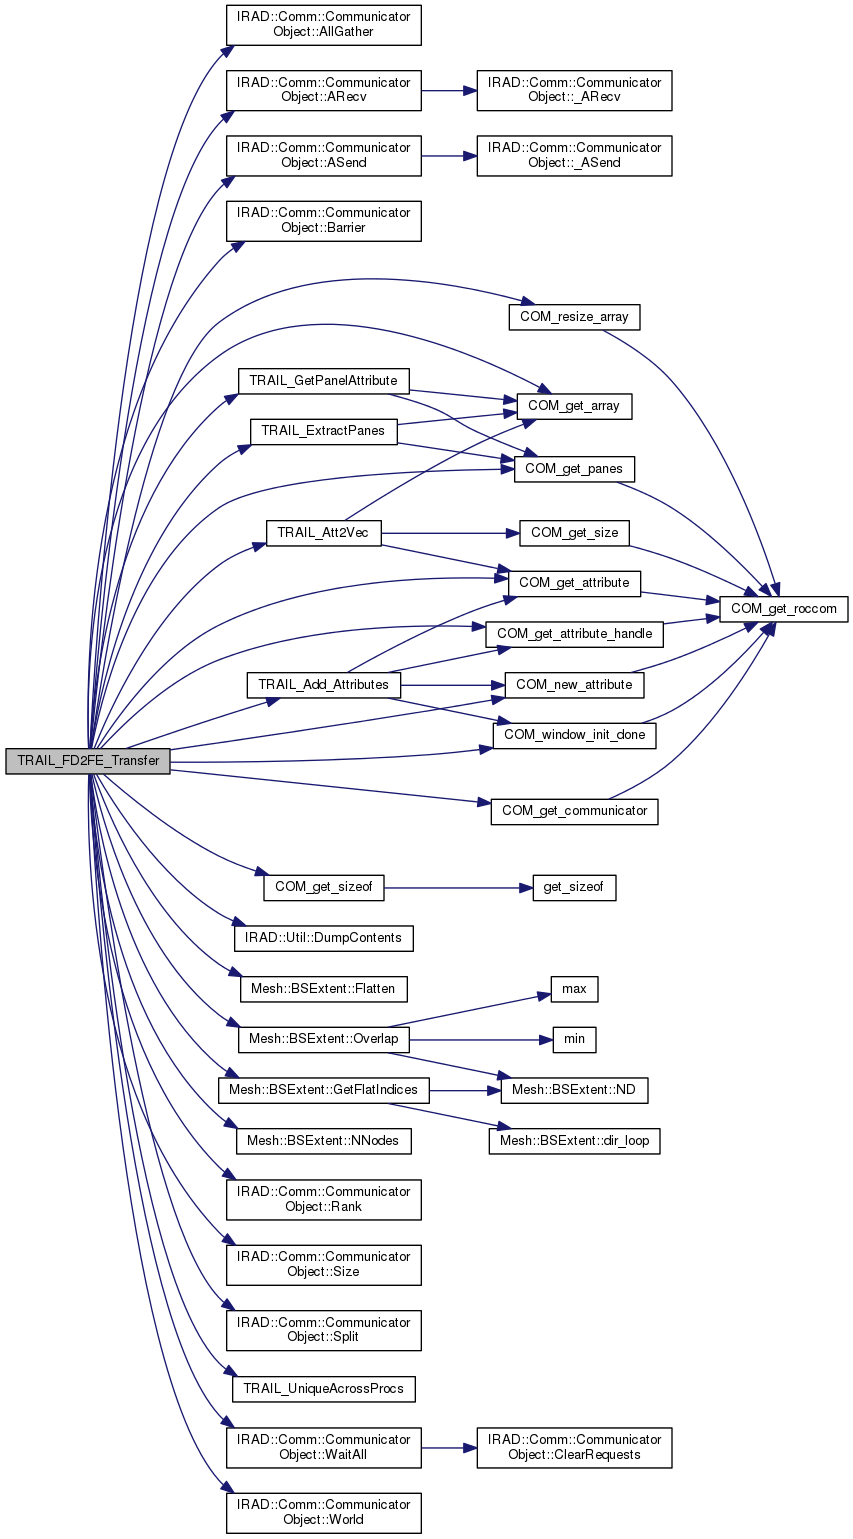 IRAD::Comm::Communicator
Object::AllGather
IRAD::Comm::Communicator
Object::ARecv
IRAD::Comm::Communicator
Object::_ARecv
IRAD::Comm::Communicator
Object::ASend
IRAD::Comm::Communicator
Object::_ASend
IRAD::Comm::Communicator
Object::Barrier
COM_resize_array
TRAIL_GetPanelAttribute
COM_get_array
TRAIL_ExtractPanes
COM_get_panes
TRAIL_Att2Vec
COM_get_size
COM_get_attribute
COM_get_roccom
COM_get_attribute_handle
TRAIL_Add_Attributes
COM_new_attribute
COM_window_init_done
TRAIL_FD2FE_Transfer
COM_get_communicator
COM_get_sizeof
get_sizeof
IRAD::Util::DumpContents
Mesh::BSExtent::Flatten
max
Mesh::BSExtent::Overlap
min
Mesh::BSExtent::GetFlatIndices
Mesh::BSExtent::ND
Mesh::BSExtent::NNodes
Mesh::BSExtent::dir_loop
IRAD::Comm::Communicator
Object::Rank
IRAD::Comm::Communicator
Object::Size
IRAD::Comm::Communicator
Object::Split
TRAIL_UniqueAcrossProcs
IRAD::Comm::Communicator
Object::WaitAll
IRAD::Comm::Communicator
Object::ClearRequests
IRAD::Comm::Communicator
Object::World